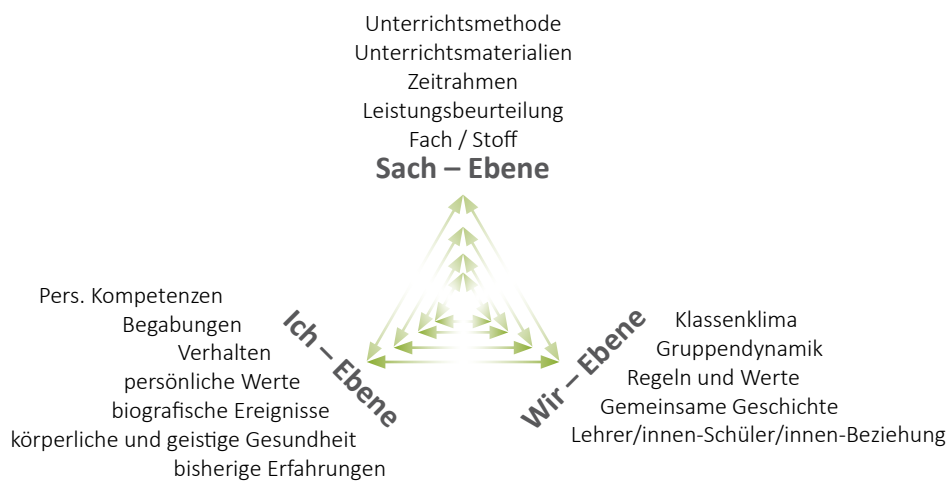 Unterrichtsmethode
Unterrichtsmaterialien
Zeitrahmen
Leistungsbeurteilung
Fach / Stoff
Sach – Ebene
Pers. Kompetenzen
Begabungen
Verhalten
persönliche Werte
biografische Ereignisse
körperliche und geistige Gesundheit
bisherige Erfahrungen
Ich – Ebene
Wir – Ebene
Klassenklima
Gruppendynamik
Regeln und Werte
Gemeinsame Geschichte
Lehrer/innen-Schüler/innen-Beziehung